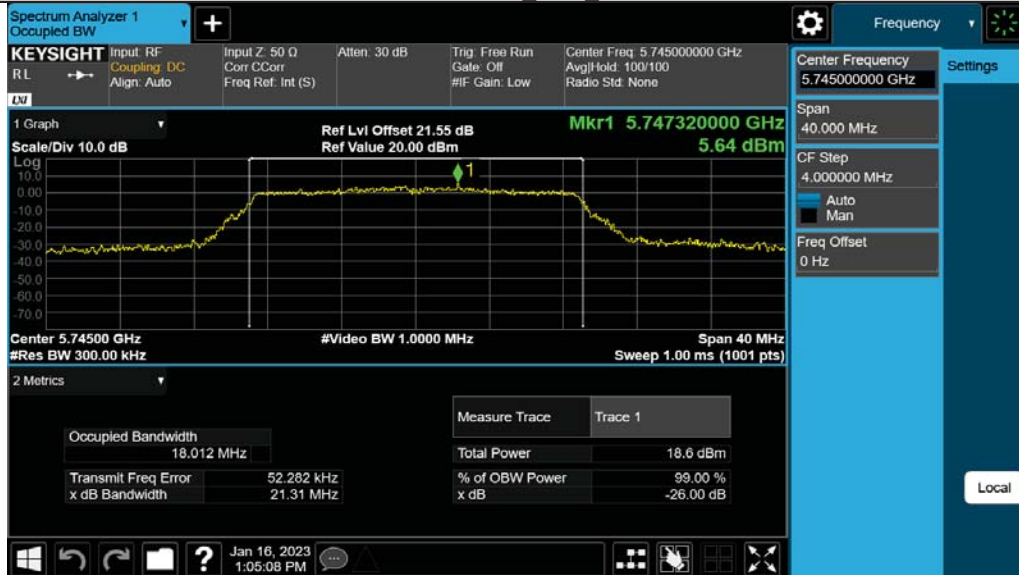 Spectrum Analyzer 1
Occupied BW
+
Frequency
KEYSIGHT
RL
LXI
Input: RF
Coupling: DC
Align: Auto
Input Z: 50 Ω
Corr CCorr
Freq Ref: Int (S)
Atten: 30 dB
Trig: Free Run
Gate: Off
#IF Gain: Low
Center Freq: 5.745000000 GHz
Avg|Hold: 100/100
Radio Std: None
Center Frequency
5.745000000 GHz
Settings
Span
40.000 MHz
CF Step
4.000000 MHz
Auto
Man
Freq Offset
0 Hz
Local
1 Graph
Scale/Div 10.0 dB
Ref Lvl Offset 21.55 dB
Ref Value 20.00 dBm
Mkr1 5.747320000 GHz
5.64 dBm
Log
10.0
0.00
-10.0
-20.0
-30.0
-40.0
-50.0
-60.0
-70.0
1
Center 5.74500 GHz
#Res BW 300.00 kHz
#Video BW 1.0000 MHz
Span 40 MHz
Sweep 1.00 ms (1001 pts)
2 Metrics
Measure Trace Trace 1
Occupied Bandwidth
18.012 MHz
Total Power 18.6 dBm
Transmit Freq Error 52.282 kHz
% of OBW Power 99.00 %
x dB Bandwidth 21.31 MHz
x dB -26.00 dB
?
Jan 16, 2023
1:05:08 PM